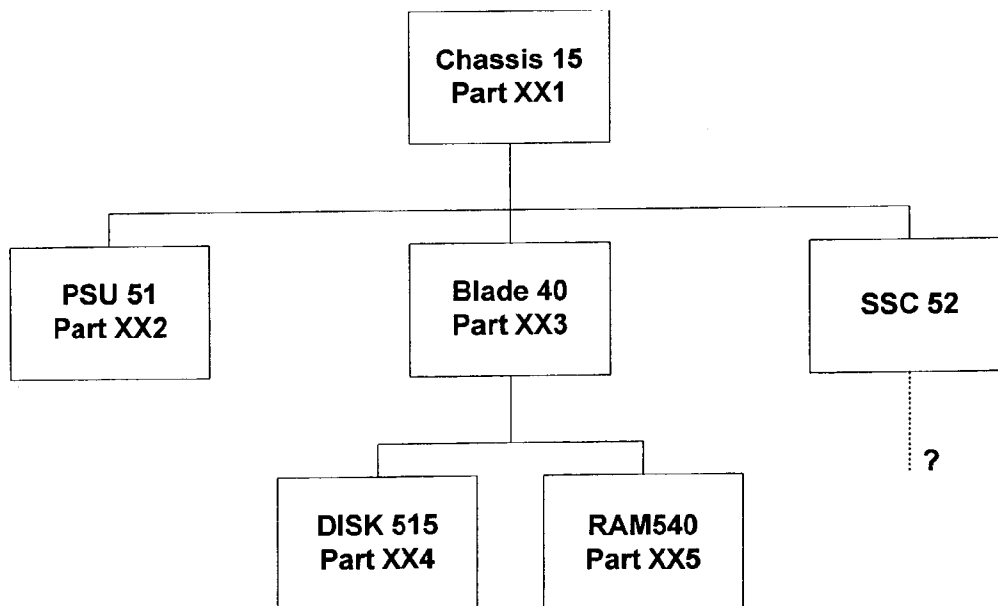 Chassis 15
Part XX1
PSU 51
Part XX2
Blade 40
Part XX3
SSC 52
?
DISK 515
Part XX4
RAM540
Part XX5